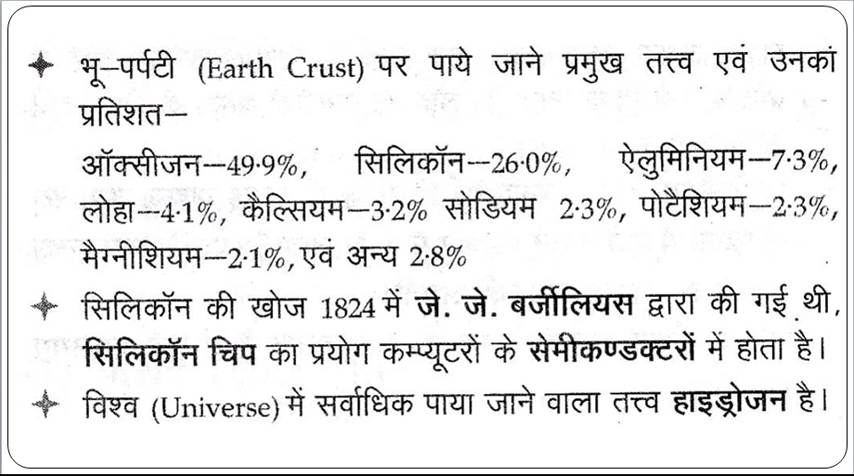 भू–पर्पटी (Earth Crust) पर पाये जाने प्रमुख तत्त्व एवं उनकां
प्रतिशत–
ऑक्सीजन–49·9%, सिलिकॉन–26·0%, ऐलुमिनियम–7·3%,
लोहा–4·1%, कैल्सियम–3·2% सोडियम 2·3%, पोटैशियम–2·3%,
मैग्नीशियम–2·1%, एवं अन्य 2·8%
सिलिकॉन की खोज 1824 में जे. जे. बर्जीलियस द्वारा की गई थी,
सिलिकॉन चिप का प्रयोग कम्प्यूटरों के सेमीकण्डक्टरों में होता है।
विश्व (Universe) में सर्वाधिक पाया जाने वाला तत्त्व हाइड्रोजन है।